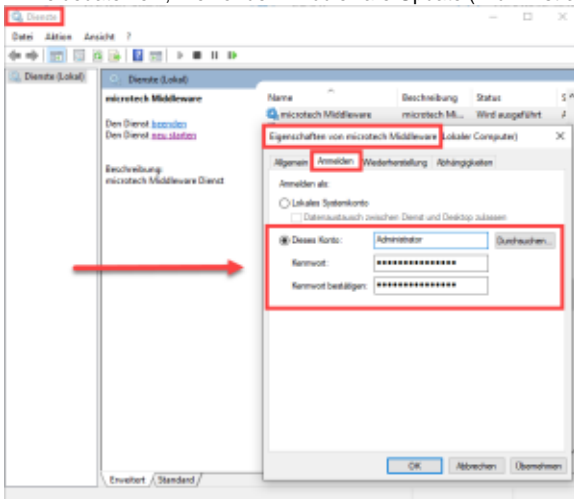 Dienste
Datei Aktion Ansicht ?
Dienste (Lokal)
Dienste (Lokal)
microtech Middleware
Den Dienst beenden
Den Dienst neu starten
Beschreibung:
microtech Middleware Dienst
Name Beschreibung Status
microtech Middleware microtech Mi... Wird ausgeführt
Eigenschaften von microtech Middleware (Lokaler Computer)
Allgemein Anmelden Wiederherstellung Abhängigkeiten
Anmelden als:
Lokales Systemkonto
Datenaustausch zwischen Dienst und Desktop zulassen
Dieses Konto: Administrator Durchsuchen...
Kennwort: •••••••••••••••
Kennwort bestätigen: •••••••••••••••
OK Abbrechen Übernehmen
Erweitert Standard